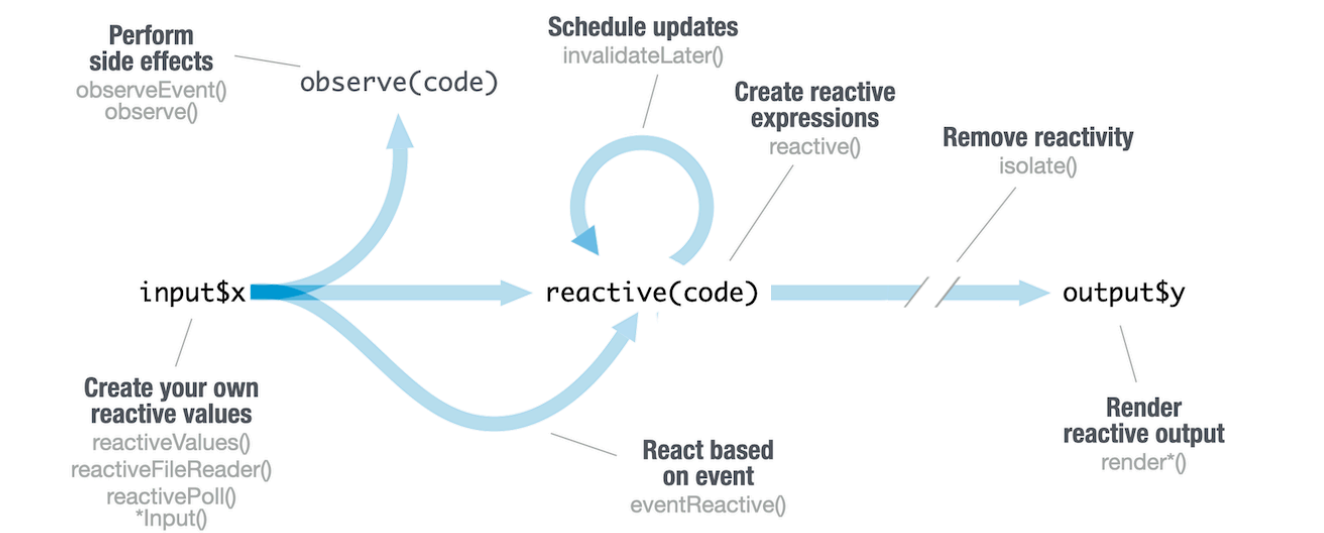 Perform
side effects
observeEvent()
observe()
observe(code)
Schedule updates
invalidateLater()
Create reactive
expressions
reactive()
Remove reactivity
isolate()
input$x
reactive(code)
output$y
Create your own
reactive values
reactiveValues()
reactiveFileReader()
reactivePoll()
*Input()
React based
on event
eventReactive()
Render
reactive output
render*()